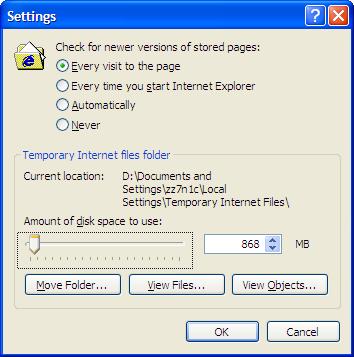 Settings
Check for newer versions of stored pages:
Every visit to the page
Every time you start Internet Explorer
Automatically
Never
Temporary Internet files folder
Current location: D:\Documents and
Settings\zz7n1c\Local
Settings\Temporary Internet Files\
Amount of disk space to use:
868 MB
Move Folder... View Files... View Objects...
OK Cancel